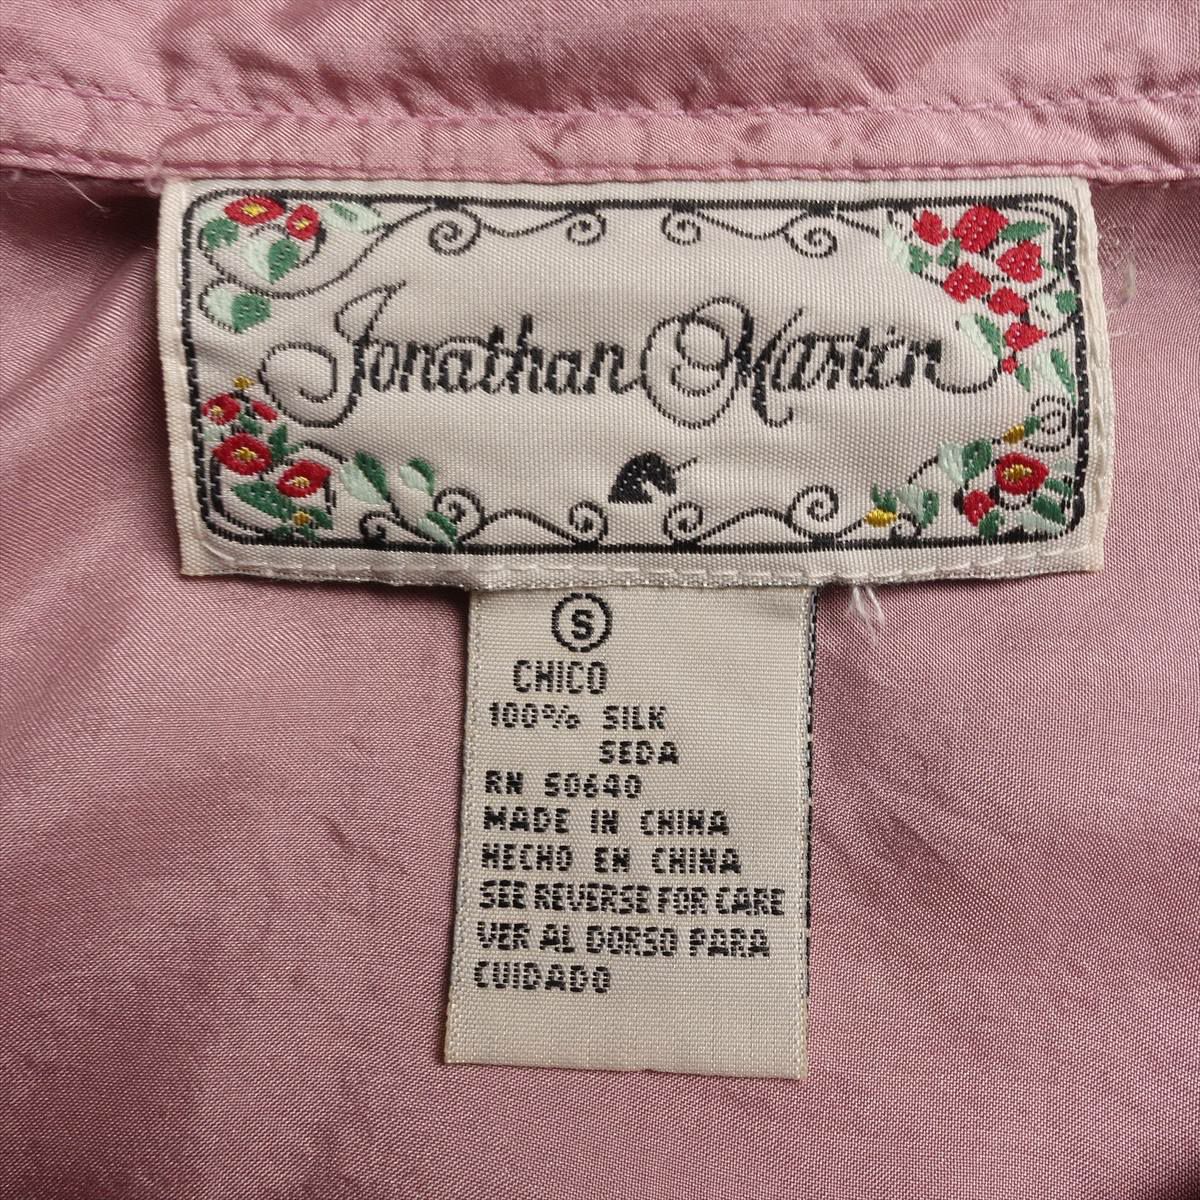 Jonathan Martin
S
CHICO
100% SILK
SEDA
RN 50640
MADE IN CHINA
HECHO EN CHINA
SEE REVERSE FOR CARE
VER AL DORSO PARA
CUIDADO